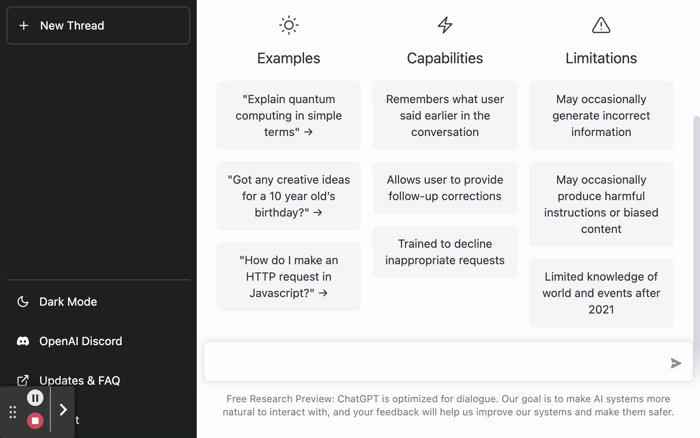 New Thread
Examples
Capabilities
Limitations
"Explain quantum
computing in simple
terms" →
Remembers what user
said earlier in the
conversation
May occasionally
generate incorrect
information
"Got any creative ideas
for a 10 year old's
birthday?" →
Allows user to provide
follow-up corrections
May occasionally
produce harmful
instructions or biased
content
"How do I make an
HTTP request in
Javascript?" →
Trained to decline
inappropriate requests
Limited knowledge of
world and events after
2021
Dark Mode
OpenAI Discord
Updates & FAQ
Free Research Preview: ChatGPT is optimized for dialogue. Our goal is to make AI systems more
natural to interact with, and your feedback will help us improve our systems and make them safer.